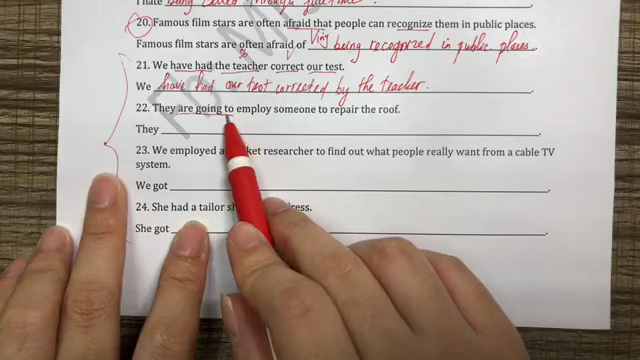 I hate being called through
20. Famous film stars are often afraid that people can recognize them in public places.
Ving
Famous film stars are often afraid of being recognized in public places.
sb V
21. We have had the teacher correct our test.
We have had our test corrected by the teacher.
22. They are going to employ someone to repair the roof.
They
23. We employed a researcher to find out what people really want from a cable TV
system.
We got
24. She had a tailor
She got